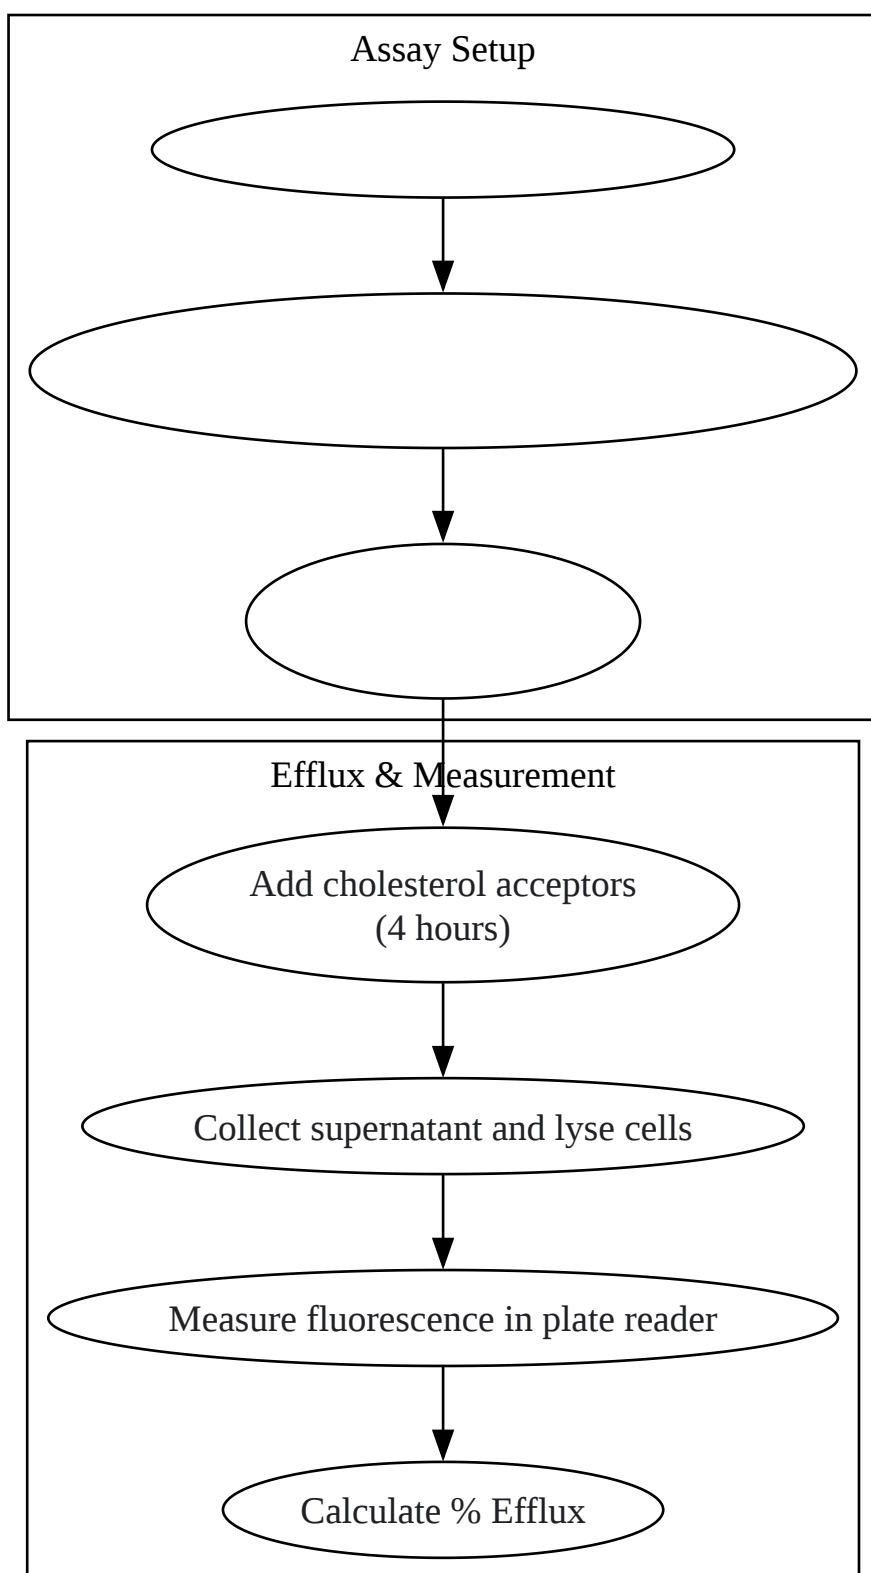 Assay Setup
Efflux & Measurement
Add cholesterol acceptors
(4 hours)
Collect supernatant and lyse cells
Measure fluorescence in plate reader
Calculate % Efflux